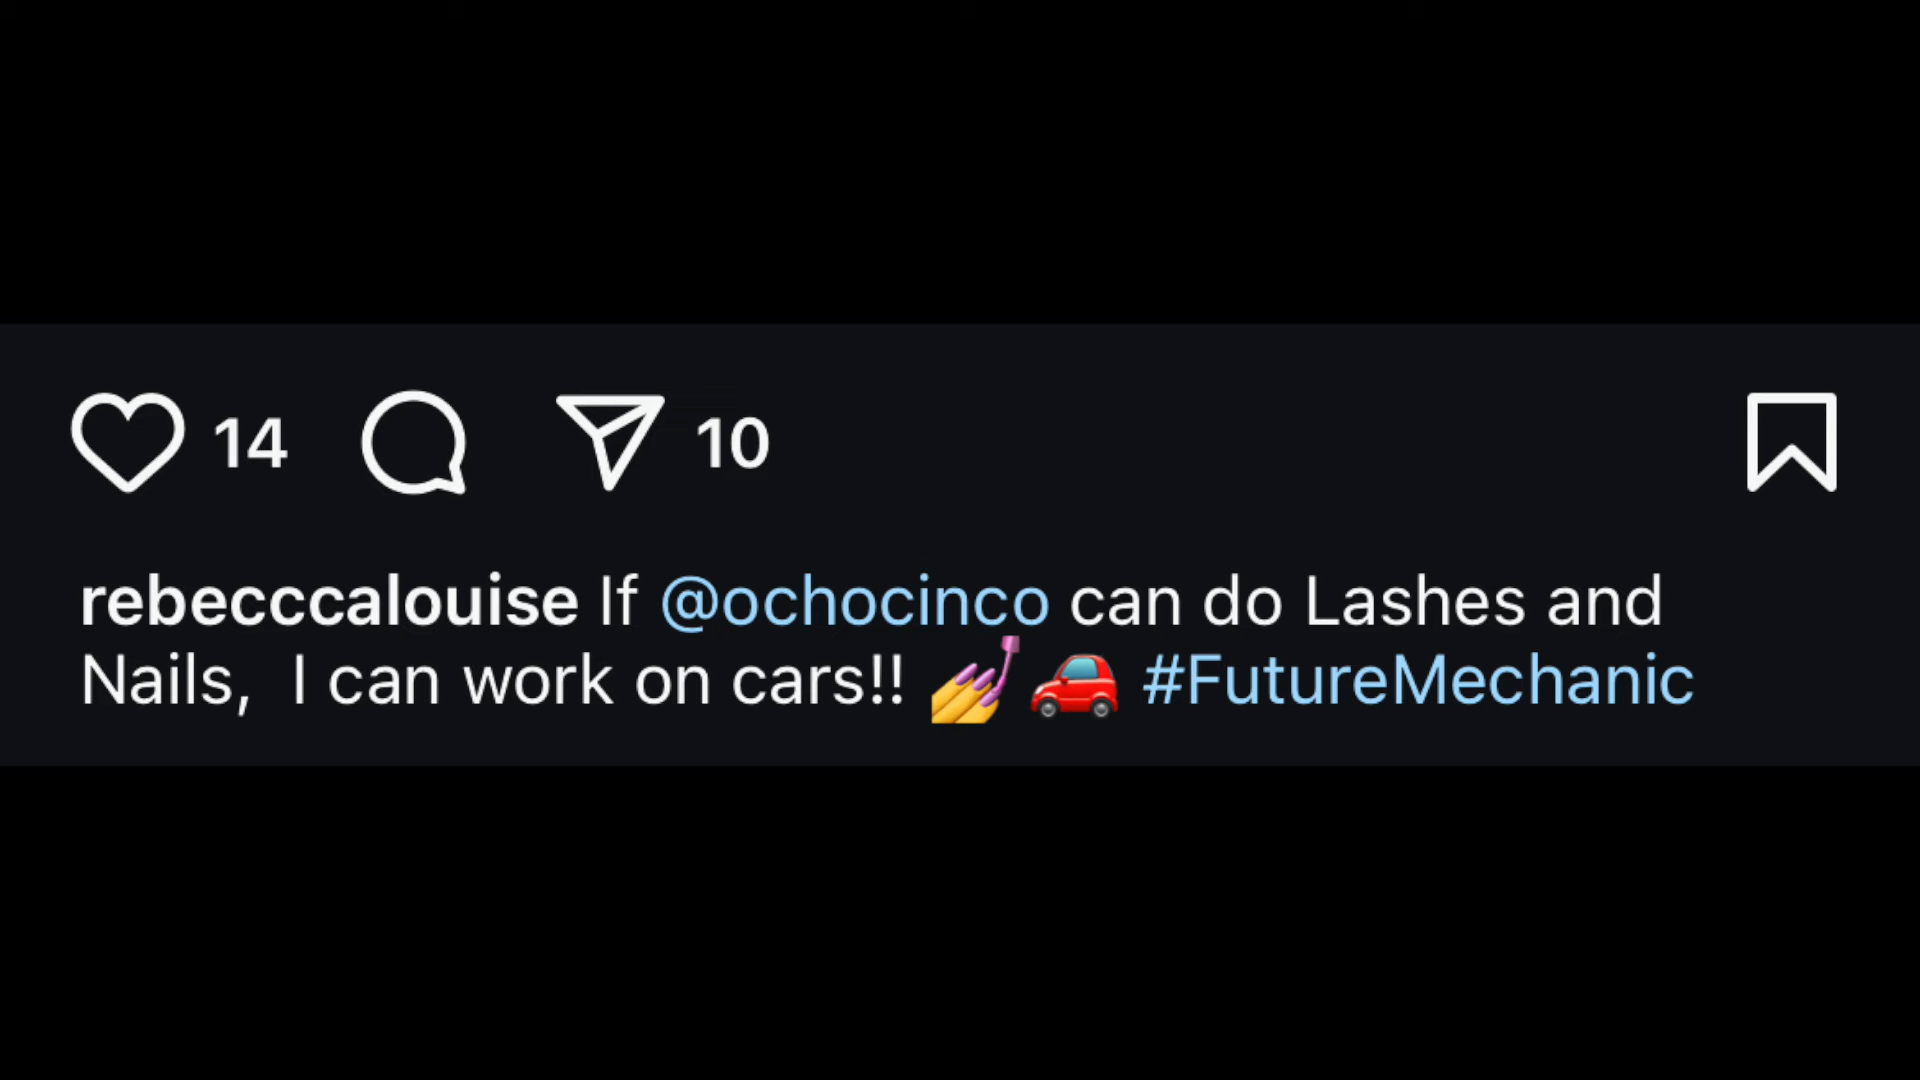 14 10
rebecccalouise If @ochocinco can do Lashes and
Nails,  I can work on cars!! 💅🚗 #FutureMechanic